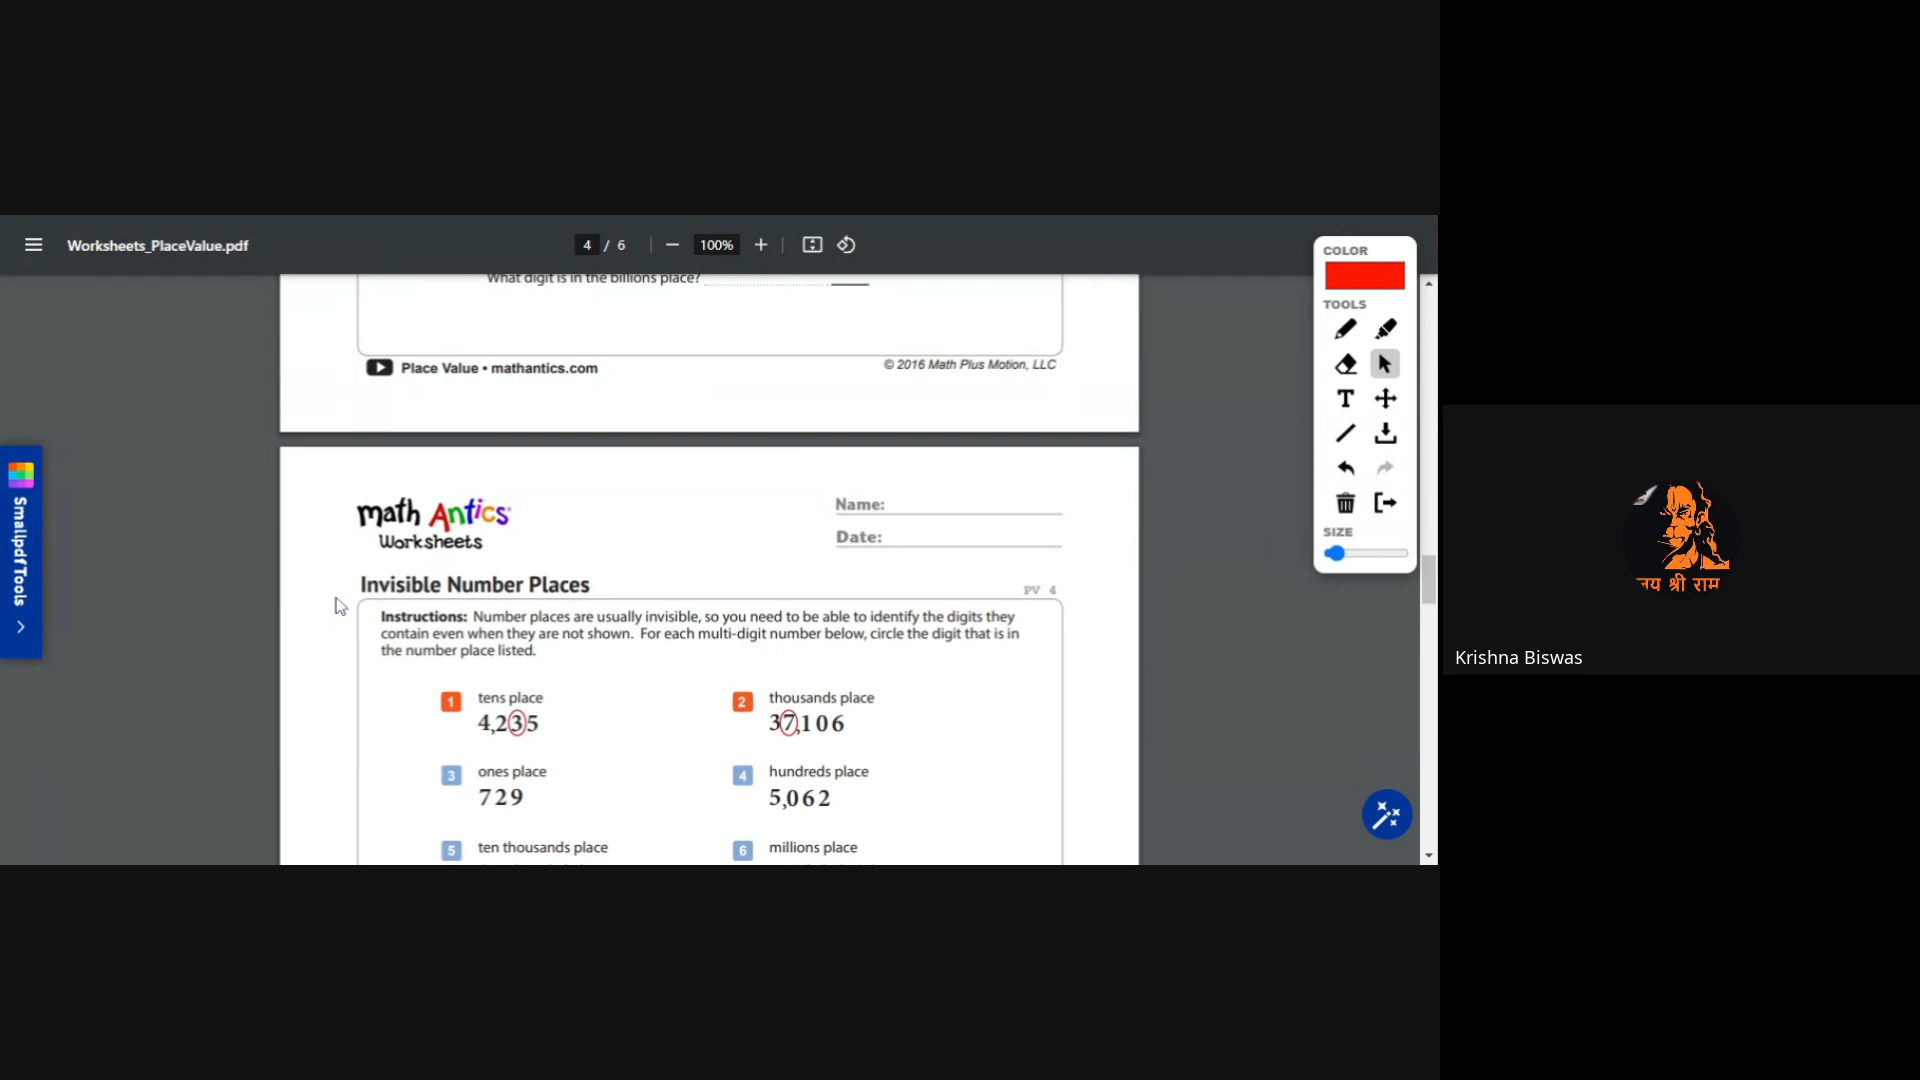 Worksheets_PlaceValue.pdf
4 / 6
100%
COLOR
TOOLS
SIZE
Smallpdf Tools
What digit is in the billions place?
Place Value • mathantics.com
© 2016 Math Plus Motion, LLC
math Antics
Worksheets
Name:
Date:
Invisible Number Places
PV 4
Instructions: Number places are usually invisible, so you need to be able to identify the digits they
contain even when they are not shown. For each multi-digit number below, circle the digit that is in
the number place listed.
1 tens place
4,235
2 thousands place
37,106
3 ones place
729
4 hundreds place
5,062
5 ten thousands place
6 millions place
जय श्री राम
Krishna Biswas